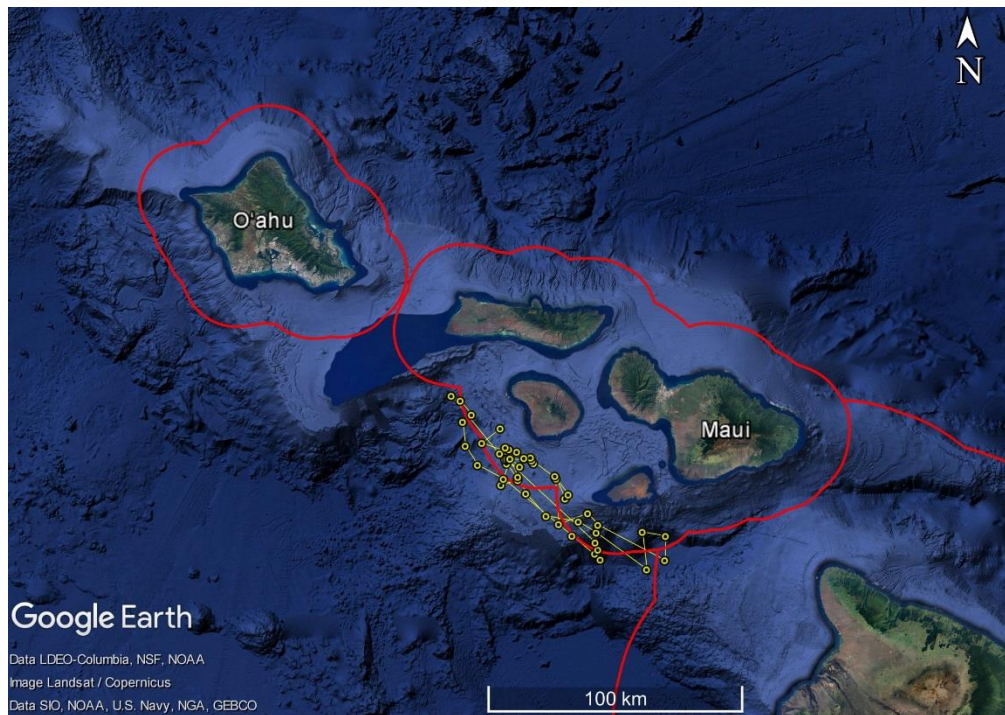 N
O'ahu
Maui
Google Earth
Data LDEO-Columbia, NSF, NOAA
Image Landsat / Copernicus
Data SIO, NOAA, U.S. Navy, NGA, GEBCO
100 km